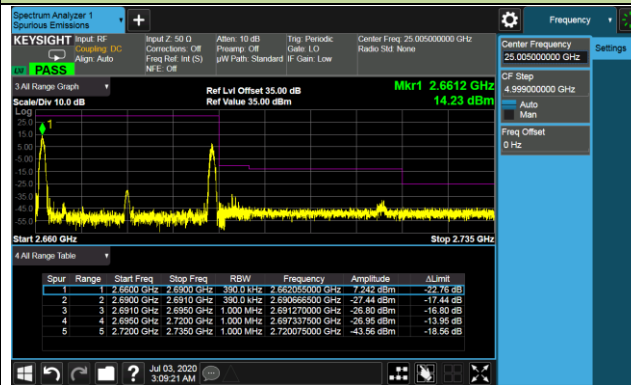 Spectrum Analyzer 1
Spurious Emissions
+
Frequency
KEYSIGHT
Input: RF
Coupling: DC
Align: Auto
Input Z: 50 Ω
Corrections: Off
Freq Ref: Int (S)
NFE: Off
Atten: 10 dB
Preamp: Off
µW Path: Standard
Trig: Periodic
Gate: LO
IF Gain: Low
Center Freq: 25.005000000 GHz
Radio Std: None
PASS
Center Frequency
25.005000000 GHz
Settings
CF Step
4.999000000 GHz
Auto
Man
Freq Offset
0 Hz
3 All Range Graph
Scale/Div 10.0 dB
Ref Lvl Offset 35.00 dB
Ref Value 35.00 dBm
Mkr1 2.6612 GHz
14.23 dBm
Log
25.0
15.0
5.00
-5.00
-15.0
-25.0
-35.0
-45.0
-55.0
1
Start 2.660 GHz
Stop 2.735 GHz
4 All Range Table
Spur Range Start Freq Stop Freq RBW Frequency Amplitude ΔLimit
1 1 2.6600 GHz 2.6900 GHz 390.0 kHz 2.662055000 GHz 7.242 dBm -22.76 dB
2 2 2.6900 GHz 2.6910 GHz 390.0 kHz 2.690666500 GHz -27.44 dBm -17.44 dB
3 3 2.6910 GHz 2.6950 GHz 1.000 MHz 2.691270000 GHz -26.80 dBm -16.80 dB
4 4 2.6950 GHz 2.7200 GHz 1.000 MHz 2.697337500 GHz -26.95 dBm -13.95 dB
5 5 2.7200 GHz 2.7350 GHz 1.000 MHz 2.720075000 GHz -43.56 dBm -18.56 dB
?
Jul 03, 2020
3:09:21 AM